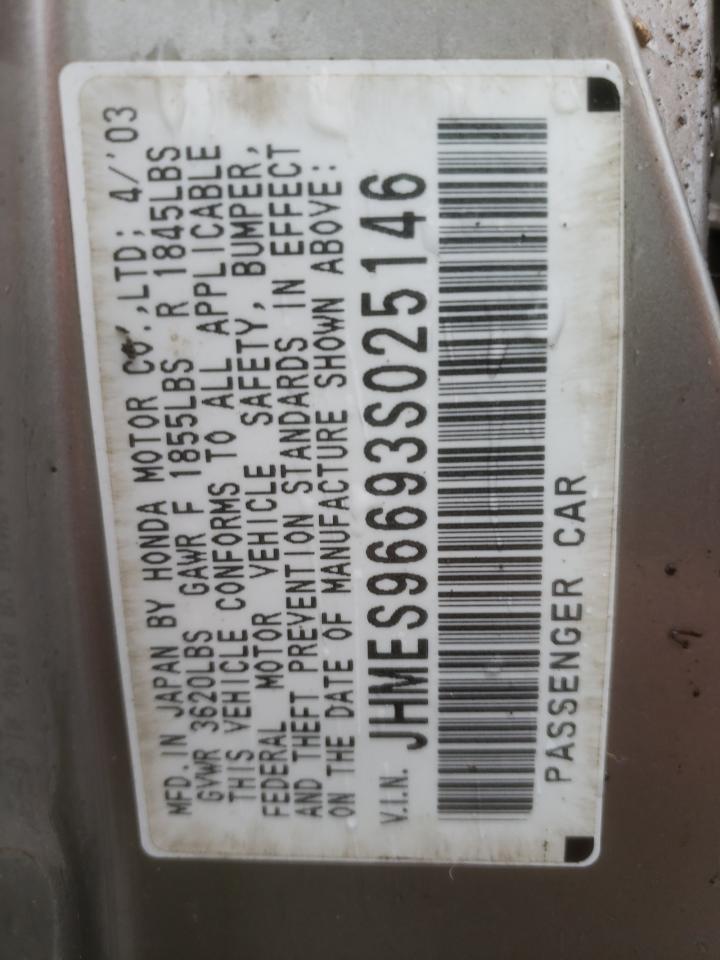 MFD. IN JAPAN BY HONDA MOTOR CO.,LTD; 4/'03
GVWR 3620LBS GAWR F 1855LBS R 1845LBS
THIS VEHICLE CONFORMS TO ALL APPLICABLE
FEDERAL MOTOR VEHICLE SAFETY, BUMPER,
AND THEFT PREVENTION STANDARDS IN EFFECT
ON THE DATE OF MANUFACTURE SHOWN ABOVE:
V.I.N. JHMES96693S025146
PASSENGER CAR